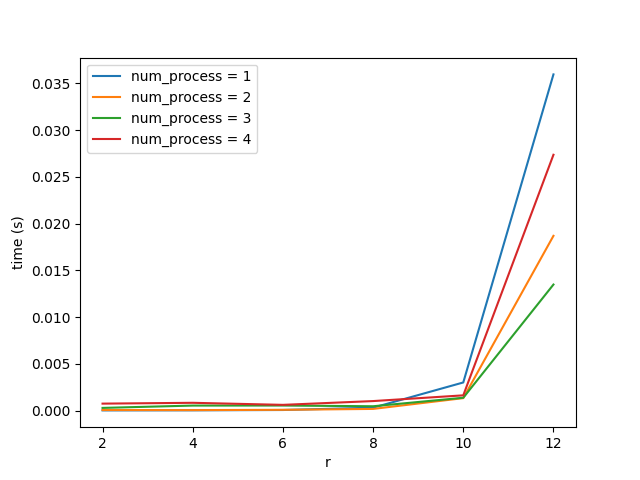 num_process = 1
num_process = 2
num_process = 3
num_process = 4
0.035
0.030
0.025
0.020
0.015
0.010
0.005
0.000
time (s)
2 4 6 8 10 12
r